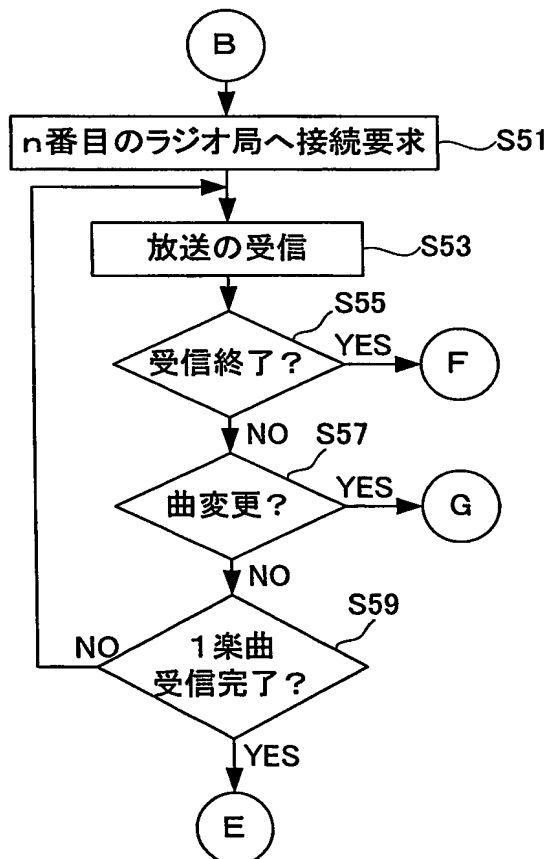 B
n番目のラジオ局へ接続要求
S51
放送の受信
S53
S55
受信終了?
YES
F
NO
S57
曲変更?
YES
G
NO
S59
NO
1楽曲
受信完了?
YES
E